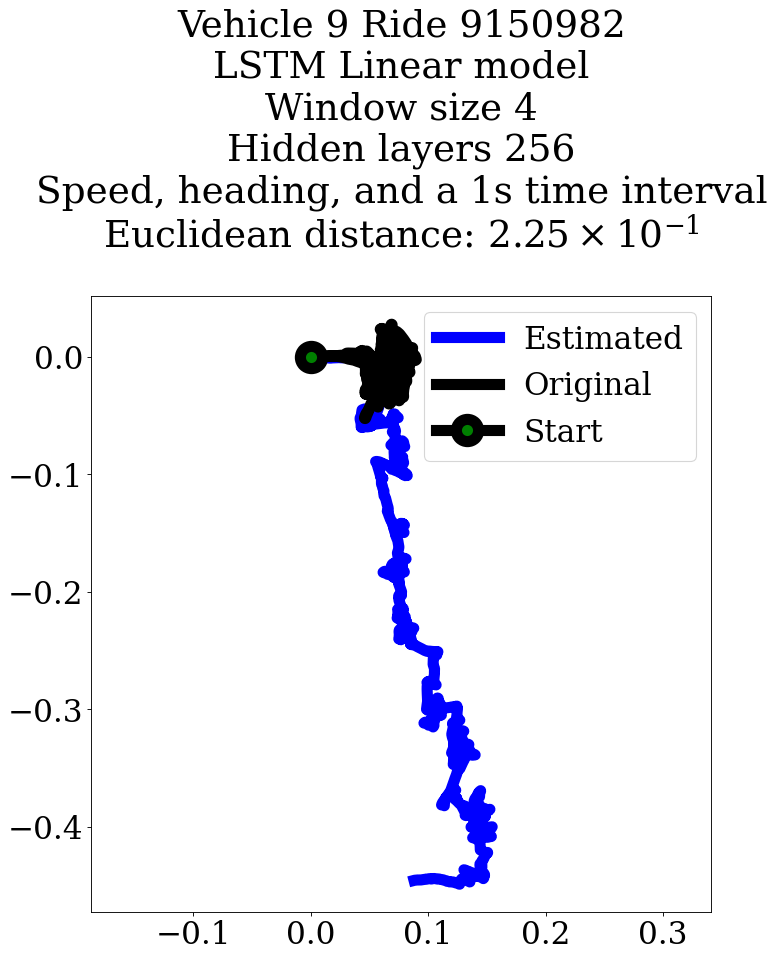 Vehicle 9 Ride 9150982
LSTM Linear model
Window size 4
Hidden layers 256
Speed, heading, and a 1s time interval
Euclidean distance: 2.25 × 10⁻¹
Estimated
Original
Start
0.0
−0.1
−0.2
−0.3
−0.4
−0.1 0.0 0.1 0.2 0.3